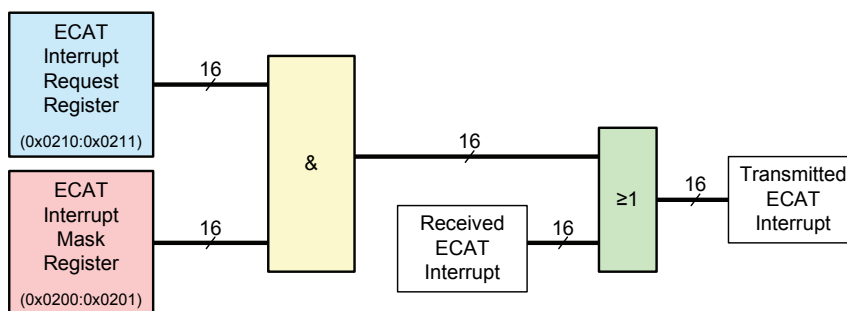 ECAT
Interrupt
Request
Register
(0x0210:0x0211)
16
ECAT
Interrupt
Mask
Register
(0x0200:0x0201)
16
&
16
Received
ECAT
Interrupt
16
≥1
16
Transmitted
ECAT
Interrupt